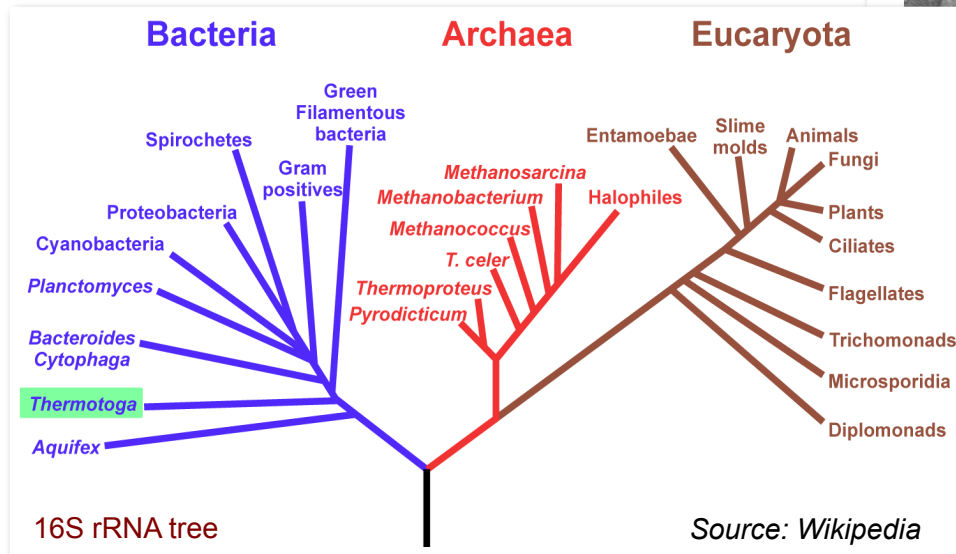 Bacteria
Archaea
Eucaryota
Green
Filamentous
bacteria
Spirochetes
Gram
positives
Proteobacteria
Cyanobacteria
Planctomyces
Bacteroides
Cytophaga
Thermotoga
Aquifex
Methanosarcina
Methanobacterium
Halophiles
Methanococcus
T. celer
Thermoproteus
Pyrodicticum
Entamoebae
Slime
molds
Animals
Fungi
Plants
Ciliates
Flagellates
Trichomonads
Microsporidia
Diplomonads
16S rRNA tree
Source: Wikipedia